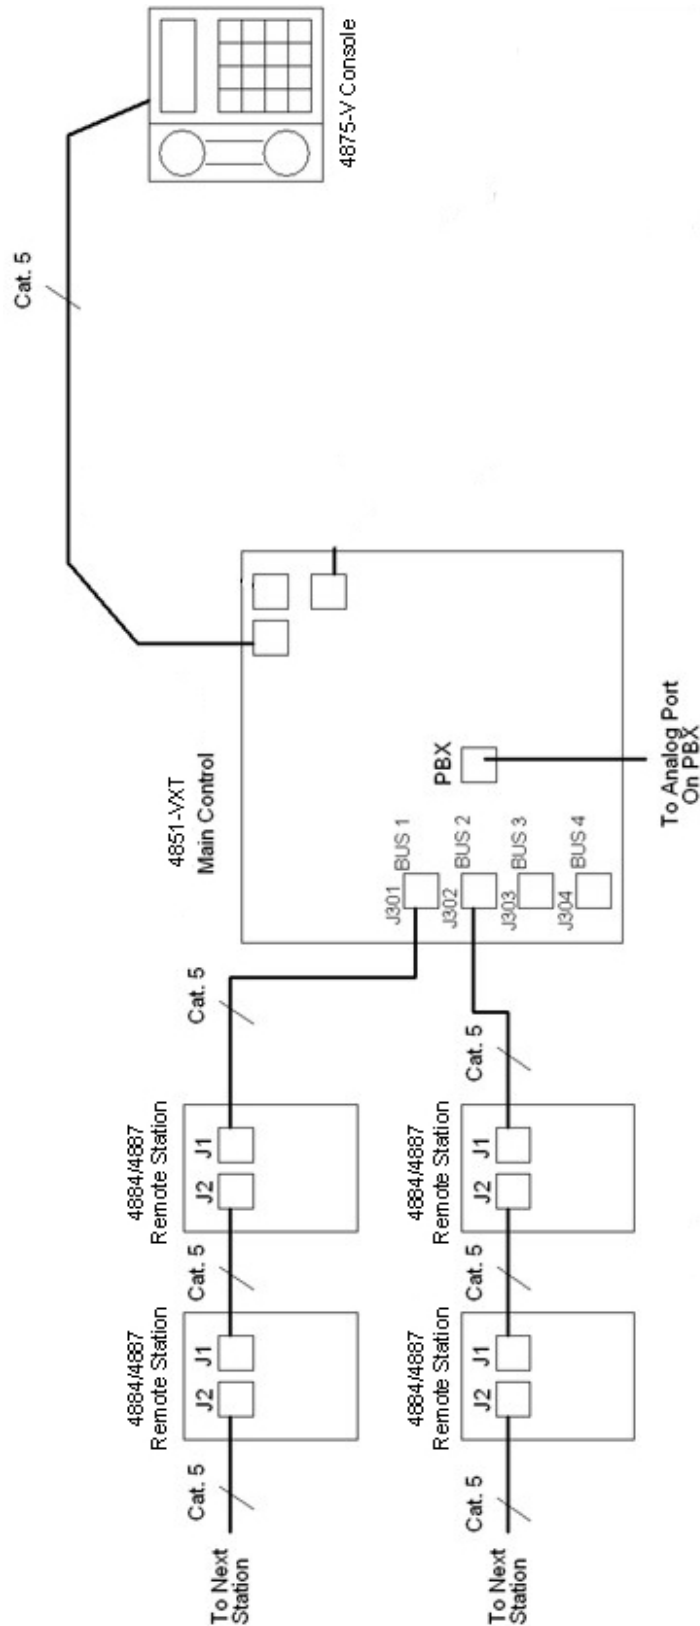 To Next
Station
Cat. 5
4884/4887
Remote Station
J2
J1
Cat. 5
4884/4887
Remote Station
J2
J1
Cat. 5
To Next
Station
Cat. 5
4884/4887
Remote Station
J2
J1
Cat. 5
4884/4887
Remote Station
J2
J1
Cat. 5
4851-VXT
Main Control
J301
BUS 1
J302
BUS 2
J303
BUS 3
J304
BUS 4
PBX
To Analog Port
On PBX
Cat. 5
4875-V Console